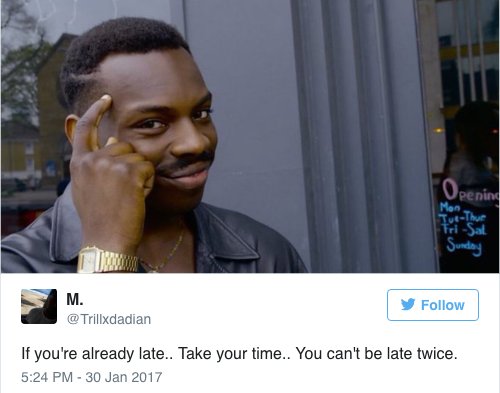 Opening
Mon
Tue-Thur
Fri-Sat
Sunday
M.
@Trillxdadian
Follow
If you're already late.. Take your time.. You can't be late twice.
5:24 PM - 30 Jan 2017